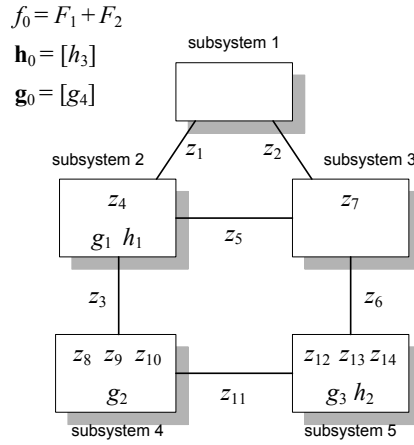 f₀ = F₁ + F₂
h₀ = [h₃]
g₀ = [g₄]
subsystem 1
z₁ z₂
subsystem 2 subsystem 3
z₄ z₇
g₁ h₁
z₅
z₃ z₆
z₈ z₉ z₁₀ z₁₂ z₁₃ z₁₄
g₂ g₃ h₂
z₁₁
subsystem 4 subsystem 5